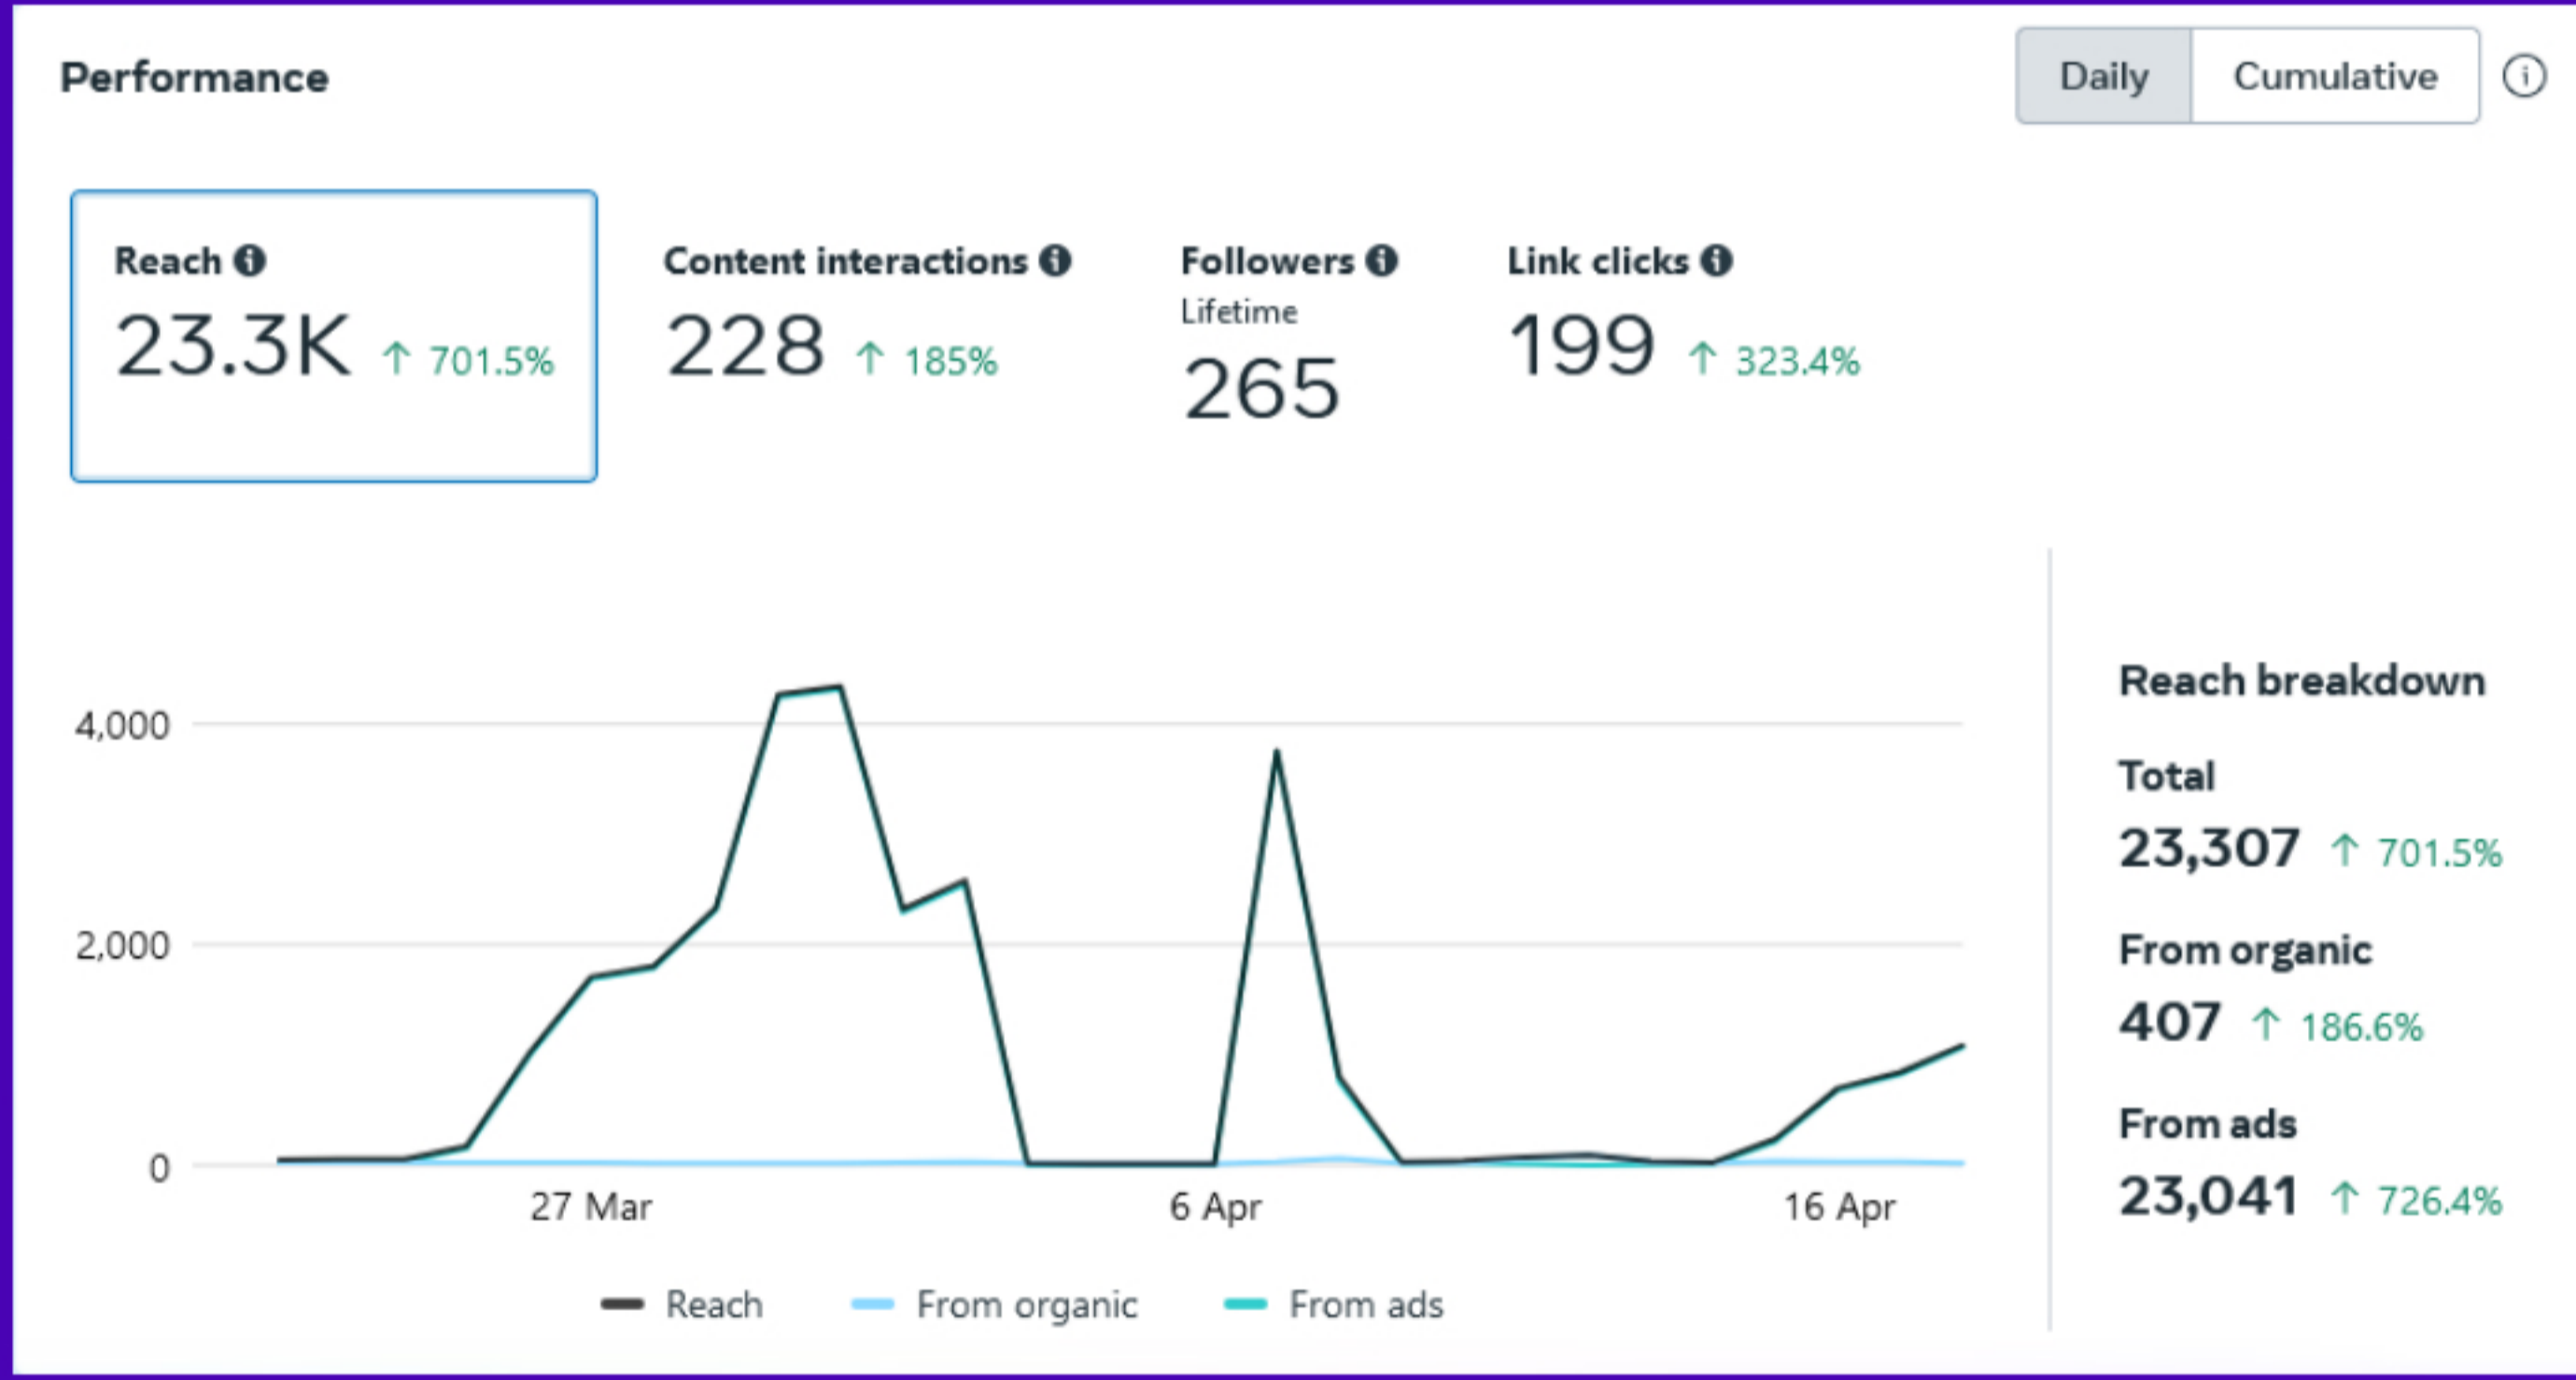 Performance
Daily Cumulative
Reach
23.3K ↑ 701.5%
Content interactions
228 ↑ 185%
Followers
Lifetime
265
Link clicks
199 ↑ 323.4%
4,000
2,000
0
27 Mar 6 Apr 16 Apr
Reach From organic From ads
Reach breakdown
Total
23,307 ↑ 701.5%
From organic
407 ↑ 186.6%
From ads
23,041 ↑ 726.4%